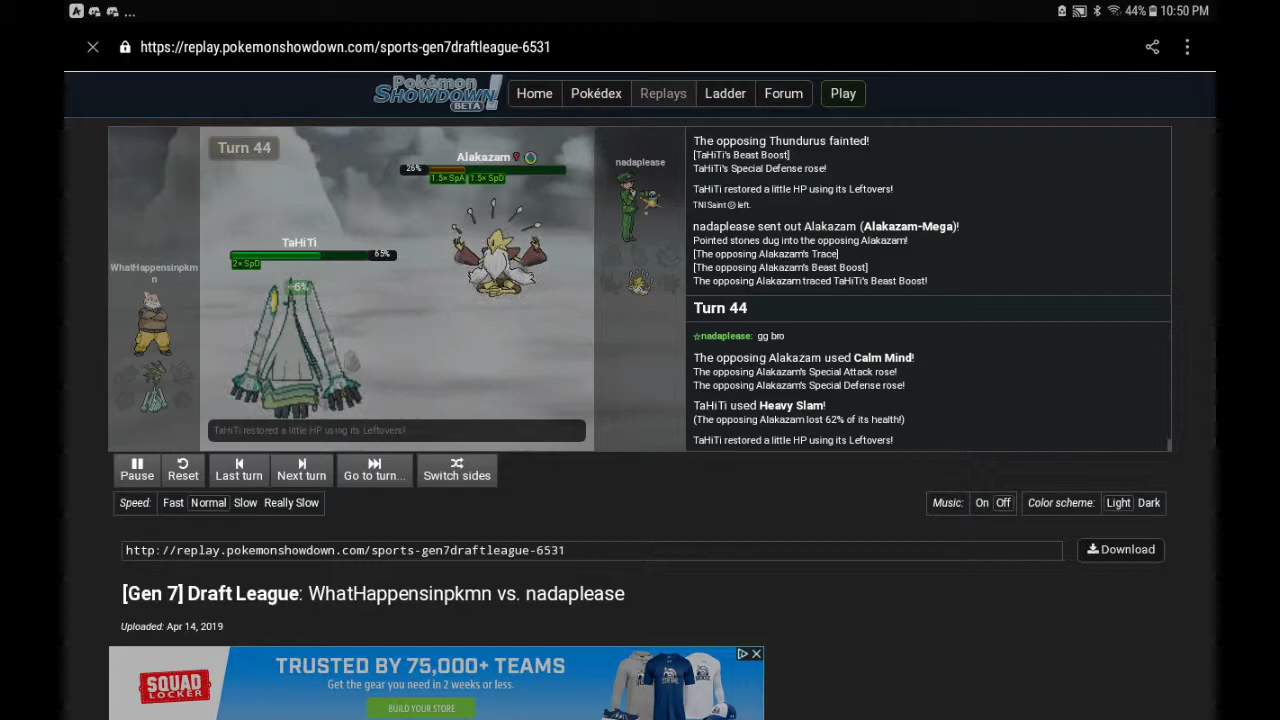 ... 44% 10:50 PM
https://replay.pokemonshowdown.com/sports-gen7draftleague-6531
Pokémon
SHOWDOWN!
BETA
Home
Pokédex
Replays
Ladder
Forum
Play
Turn 44
Alakazam
26%
1.5× SpA 1.5× SpD
TaHiTi
65%
2× SpD
+6%
TaHiTi restored a little HP using its Leftovers!
WhatHappensinpkm
n
nadaplease
The opposing Thundurus fainted!
[TaHiTi's Beast Boost]
TaHiTi's Special Defense rose!
TaHiTi restored a little HP using its Leftovers!
TNI Saint left.
nadaplease sent out Alakazam (Alakazam-Mega)!
Pointed stones dug into the opposing Alakazam!
[The opposing Alakazam's Trace]
[The opposing Alakazam's Beast Boost]
The opposing Alakazam traced TaHiTi's Beast Boost!
Turn 44
☆nadaplease: gg bro
The opposing Alakazam used Calm Mind!
The opposing Alakazam's Special Attack rose!
The opposing Alakazam's Special Defense rose!
TaHiTi used Heavy Slam!
(The opposing Alakazam lost 62% of its health!)
TaHiTi restored a little HP using its Leftovers!
Pause
Reset
Last turn
Next turn
Go to turn...
Switch sides
Speed: Fast Normal Slow Really Slow
Music: On Off
Color scheme: Light Dark
http://replay.pokemonshowdown.com/sports-gen7draftleague-6531
Download
[Gen 7] Draft League: WhatHappensinpkmn vs. nadaplease
Uploaded: Apr 14, 2019
SQUAD
LOCKER
TRUSTED BY 75,000+ TEAMS
Get the gear you need in 2 weeks or less.
BUILD YOUR STORE